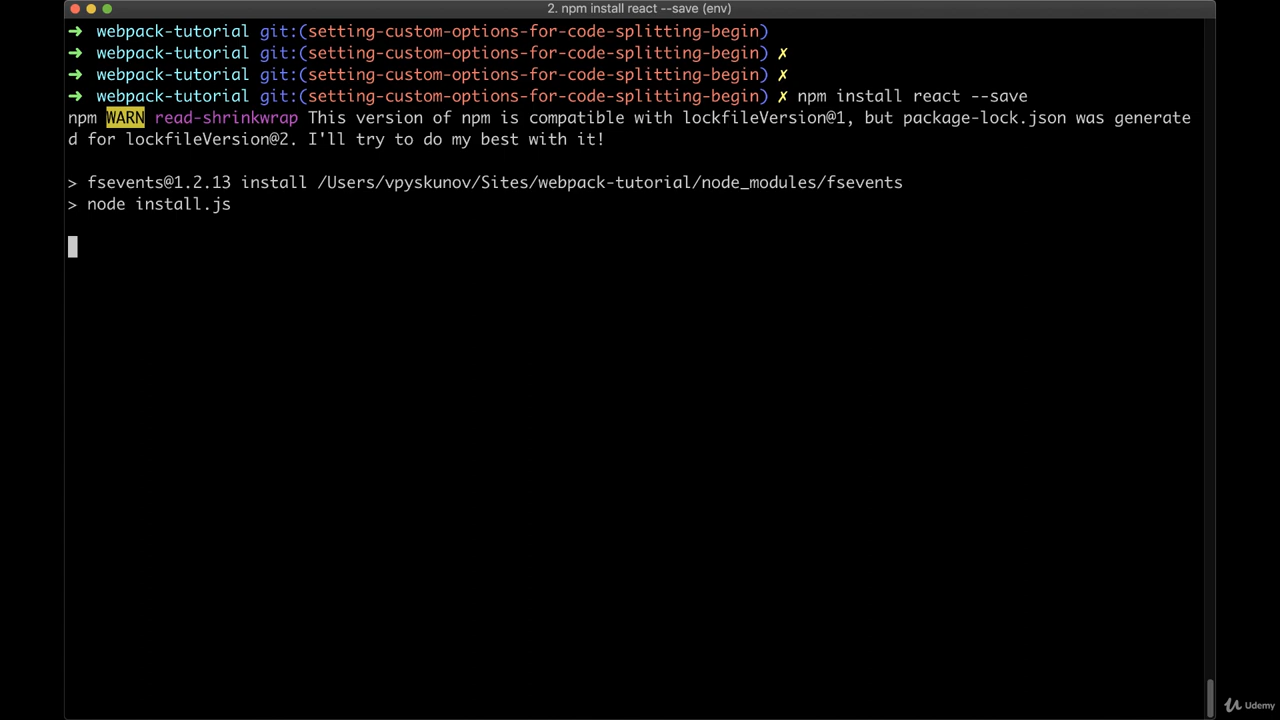 2. npm install react --save (env)
➜ webpack-tutorial git:(setting-custom-options-for-code-splitting-begin)
➜ webpack-tutorial git:(setting-custom-options-for-code-splitting-begin) ✗
➜ webpack-tutorial git:(setting-custom-options-for-code-splitting-begin) ✗
➜ webpack-tutorial git:(setting-custom-options-for-code-splitting-begin) ✗ npm install react --save
npm WARN read-shrinkwrap This version of npm is compatible with lockfileVersion@1, but package-lock.json was generate
d for lockfileVersion@2. I'll try to do my best with it!
> fsevents@1.2.13 install /Users/vpyskunov/Sites/webpack-tutorial/node_modules/fsevents
> node install.js
Udemy